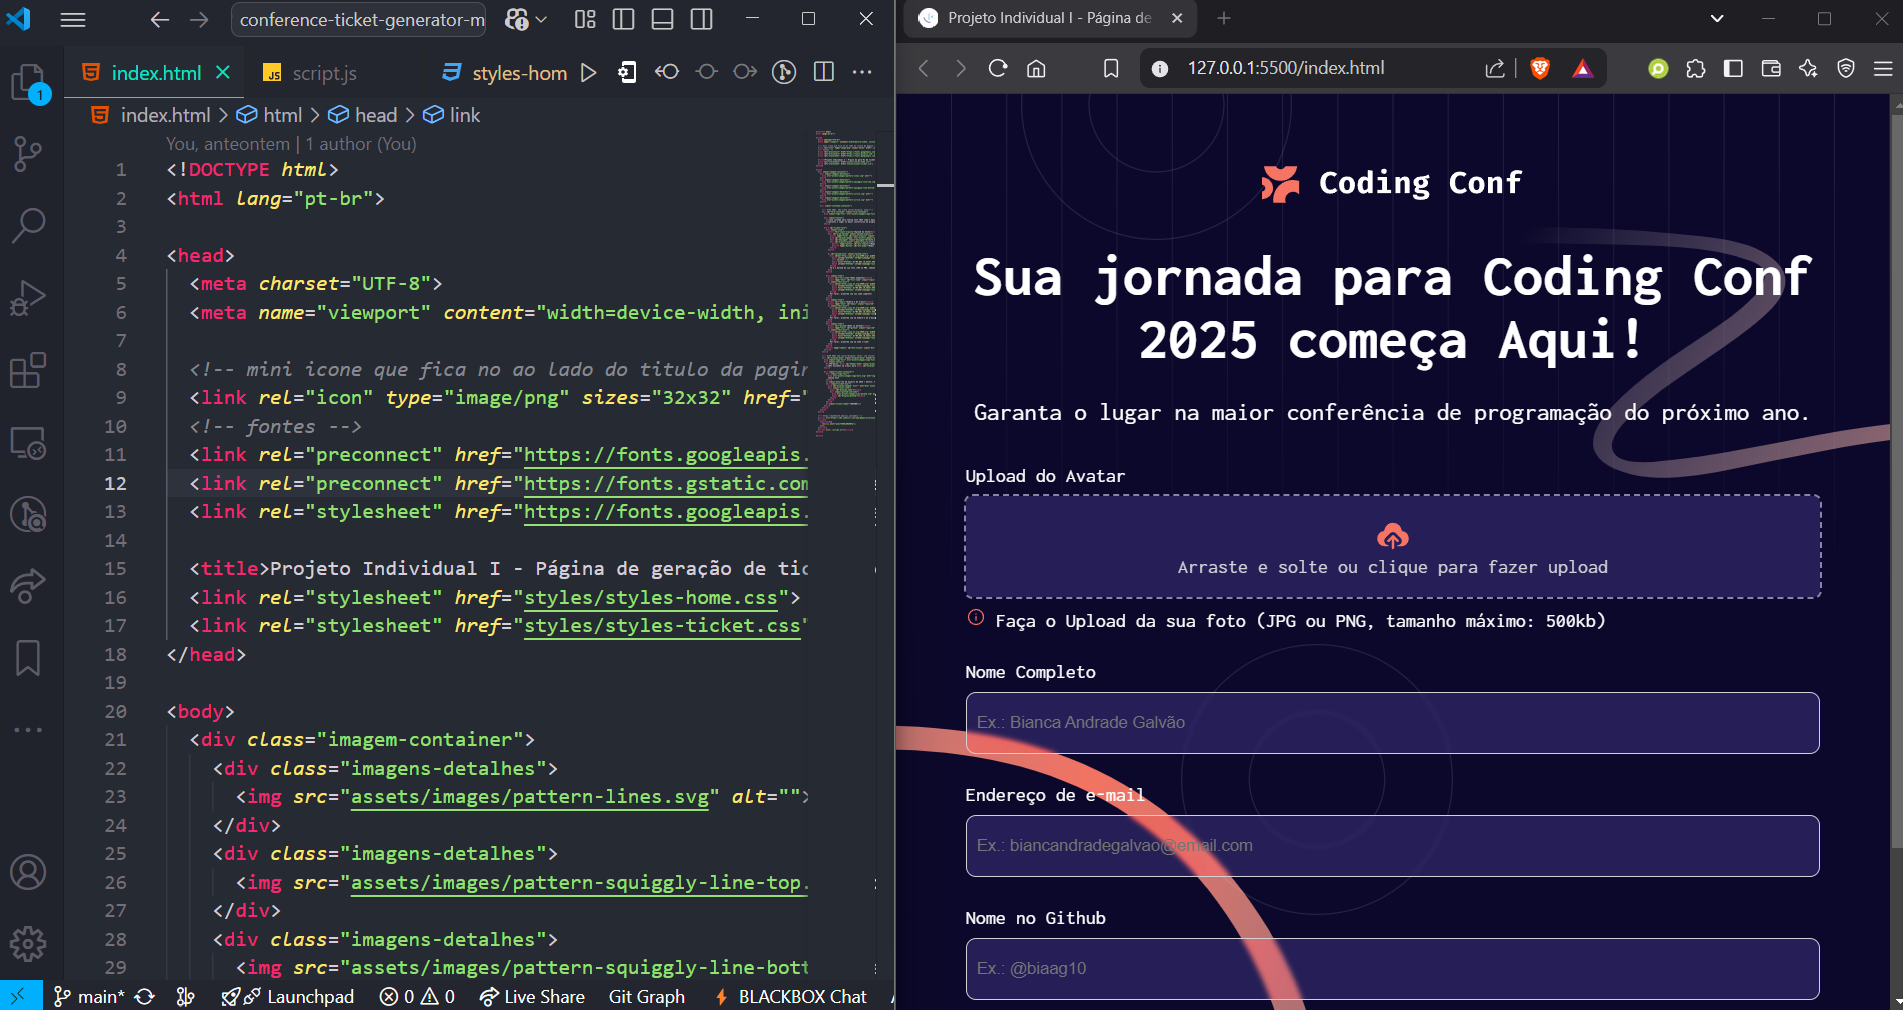 conference-ticket-generator-m
index.html
script.js
styles-hom
index.html > html > head > link
You, anteontem | 1 author (You)
1 <!DOCTYPE html>
2 <html lang="pt-br">
3
4 <head>
5 <meta charset="UTF-8">
6 <meta name="viewport" content="width=device-width, ini
7
8 <!-- mini icone que fica no ao lado do titulo da pagin
9 <link rel="icon" type="image/png" sizes="32x32" href="
10 <!-- fontes -->
11 <link rel="preconnect" href="https://fonts.googleapis.
12 <link rel="preconnect" href="https://fonts.gstatic.com
13 <link rel="stylesheet" href="https://fonts.googleapis.
14
15 <title>Projeto Individual I - Página de geração de tic
16 <link rel="stylesheet" href="styles/styles-home.css">
17 <link rel="stylesheet" href="styles/styles-ticket.css"
18 </head>
19
20 <body>
21 <div class="imagem-container">
22 <div class="imagens-detalhes">
23 <img src="assets/images/pattern-lines.svg" alt="">
24 </div>
25 <div class="imagens-detalhes">
26 <img src="assets/images/pattern-squiggly-line-top.
27 </div>
28 <div class="imagens-detalhes">
29 <img src="assets/images/pattern-squiggly-line-bott
1
main* 
Launchpad
0 0
Live Share
Git Graph
BLACKBOX Chat
Projeto Individual I - Página de
127.0.0.1:5500/index.html
Coding Conf
Sua jornada para Coding Conf
2025 começa Aqui!
Garanta o lugar na maior conferência de programação do próximo ano.
Upload do Avatar
Arraste e solte ou clique para fazer upload
Faça o Upload da sua foto (JPG ou PNG, tamanho máximo: 500kb)
Nome Completo
Ex.: Bianca Andrade Galvão
Endereço de e-mail
Ex.: biancandradegalvao@email.com
Nome no Github
Ex.: @biaag10